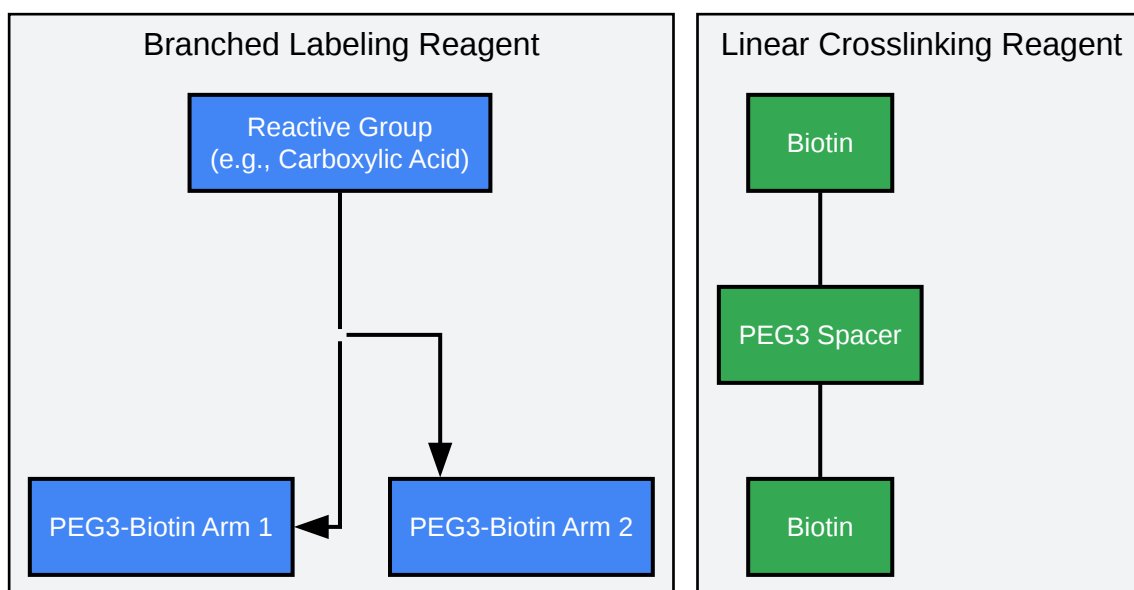 Branched Labeling Reagent
Reactive Group
(e.g., Carboxylic Acid)
PEG3-Biotin Arm 1
PEG3-Biotin Arm 2
Linear Crosslinking Reagent
Biotin
PEG3 Spacer
Biotin